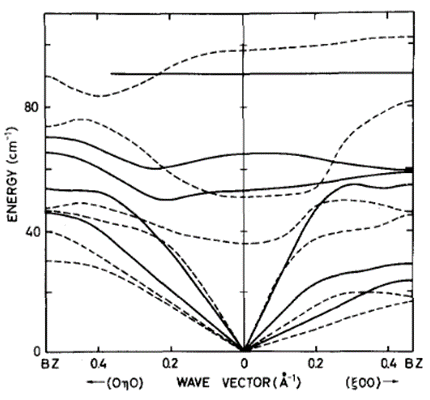 80
40
0
ENERGY (cm⁻¹)
BZ 0.4 0.2 0 0.2 0.4 BZ
←(0η0) WAVE VECTOR (Å⁻¹) (ξ00)→